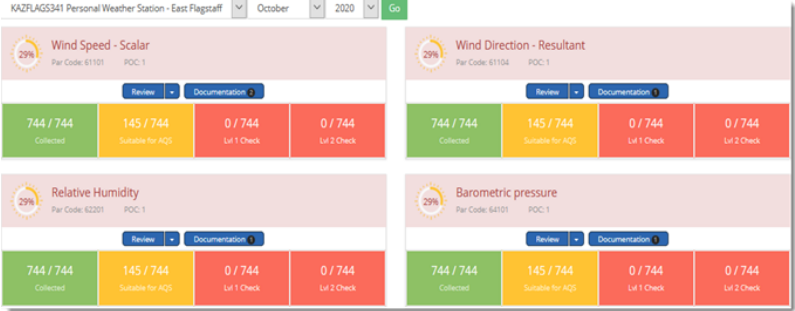 KAZFLAGS341 Personal Weather Station - East Flagstaff October 2020 Go
29% Wind Speed - Scalar
Par Code: 61101 POC: 1
Review Documentation 2
744 / 744 145 / 744 0 / 744 0 / 744
Collected Suitable for AQS Lvl 1 Check Lvl 2 Check
29% Wind Direction - Resultant
Par Code: 61104 POC: 1
Review Documentation 1
744 / 744 145 / 744 0 / 744 0 / 744
Collected Suitable for AQS Lvl 1 Check Lvl 2 Check
29% Relative Humidity
Par Code: 62201 POC: 1
Review Documentation 1
744 / 744 145 / 744 0 / 744 0 / 744
Collected Suitable for AQS Lvl 1 Check Lvl 2 Check
29% Barometric pressure
Par Code: 64101 POC: 1
Review Documentation 1
744 / 744 145 / 744 0 / 744 0 / 744
Collected Suitable for AQS Lvl 1 Check Lvl 2 Check